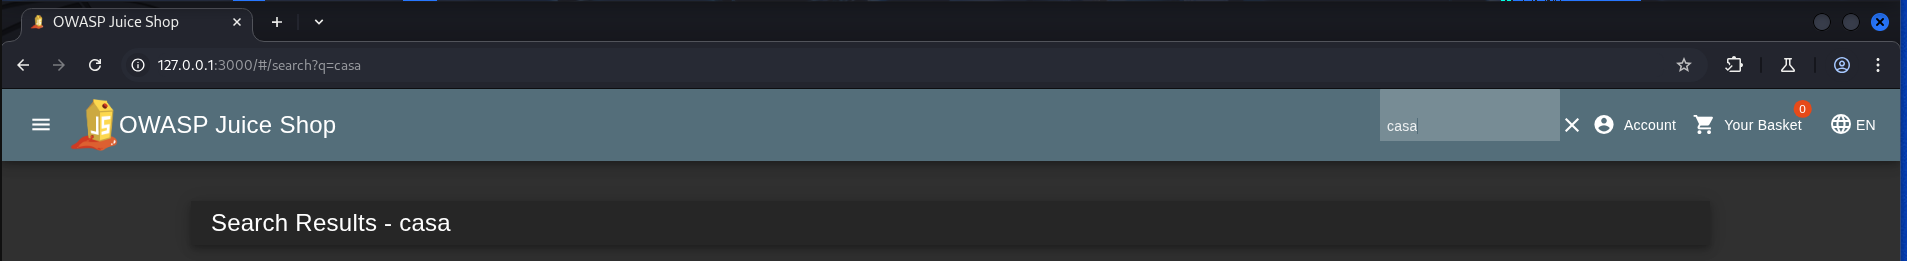 OWASP Juice Shop
127.0.0.1:3000/#/search?q=casa
JS
OWASP Juice Shop
casa
Account
Your Basket
0
EN
Search Results - casa